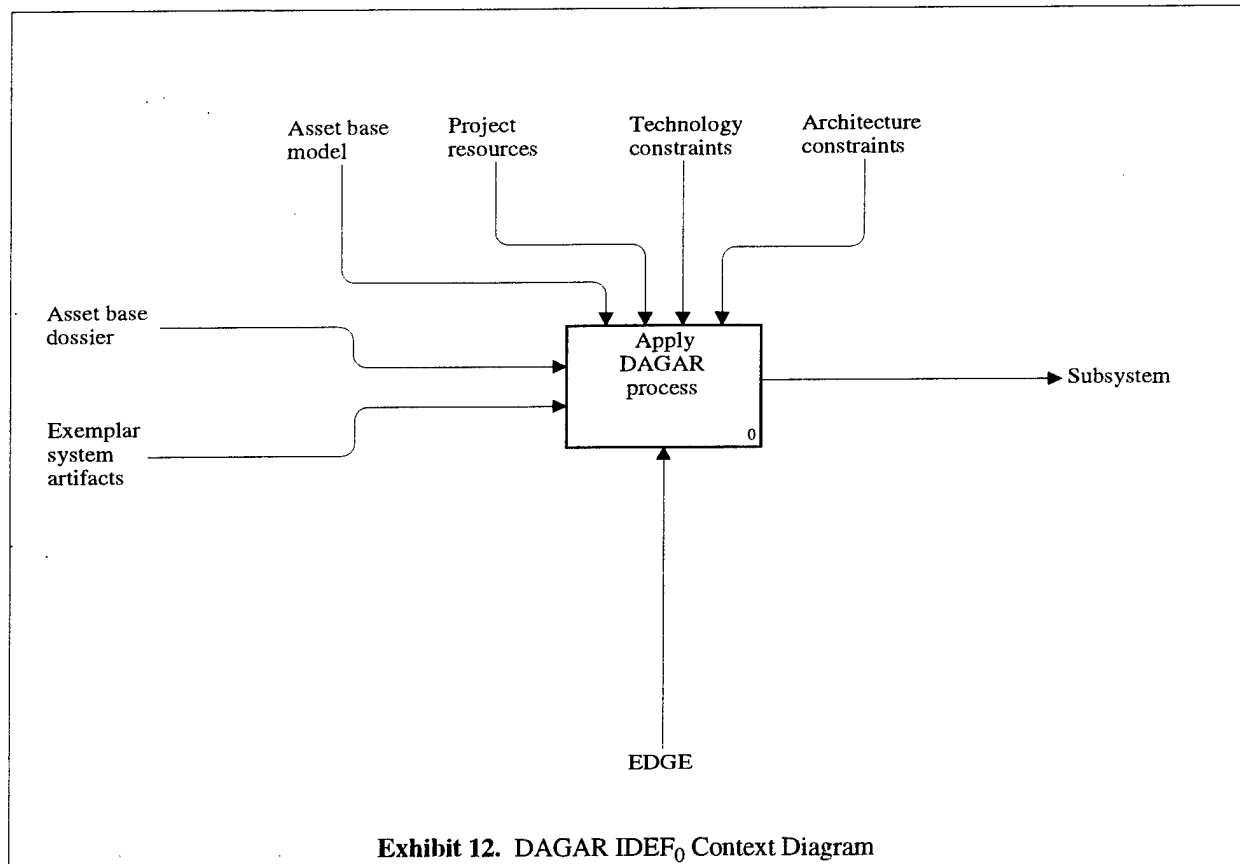 Asset base
model
Project
resources
Technology
constraints
Architecture
constraints
Asset base
dossier
Exemplar
system
artifacts
Apply
DAGAR
process
0
Subsystem
EDGE
Exhibit 12. DAGAR IDEF0 Context Diagram